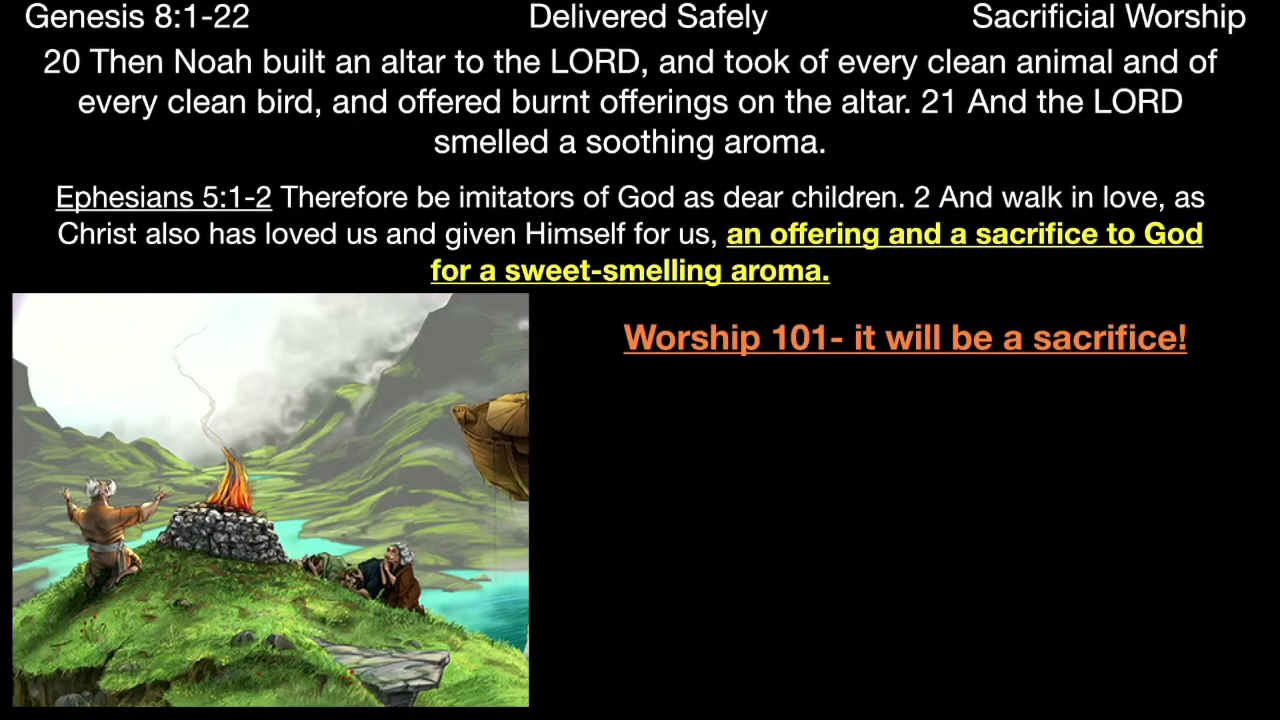 Genesis 8:1-22 Delivered Safely Sacrificial Worship
20 Then Noah built an altar to the LORD, and took of every clean animal and of
every clean bird, and offered burnt offerings on the altar. 21 And the LORD
smelled a soothing aroma.
Ephesians 5:1-2 Therefore be imitators of God as dear children. 2 And walk in love, as
Christ also has loved us and given Himself for us, an offering and a sacrifice to God
for a sweet-smelling aroma.
Worship 101- it will be a sacrifice!